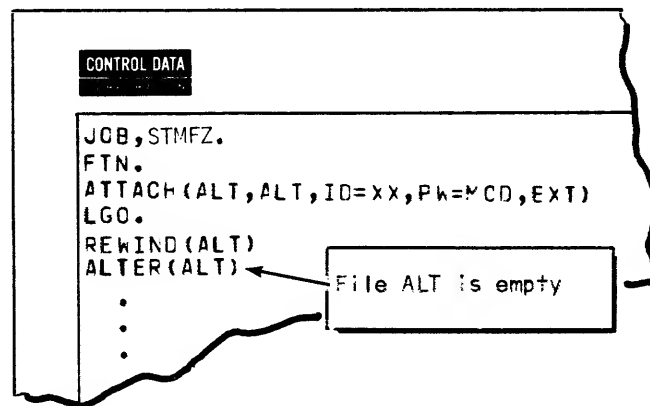 CONTROL DATA
JOB,STMFZ.
FTN.
ATTACH(ALT,ALT,ID=XX,PW=MCD,EXT)
LGO.
REWIND(ALT)
ALTER(ALT)
File ALT is empty